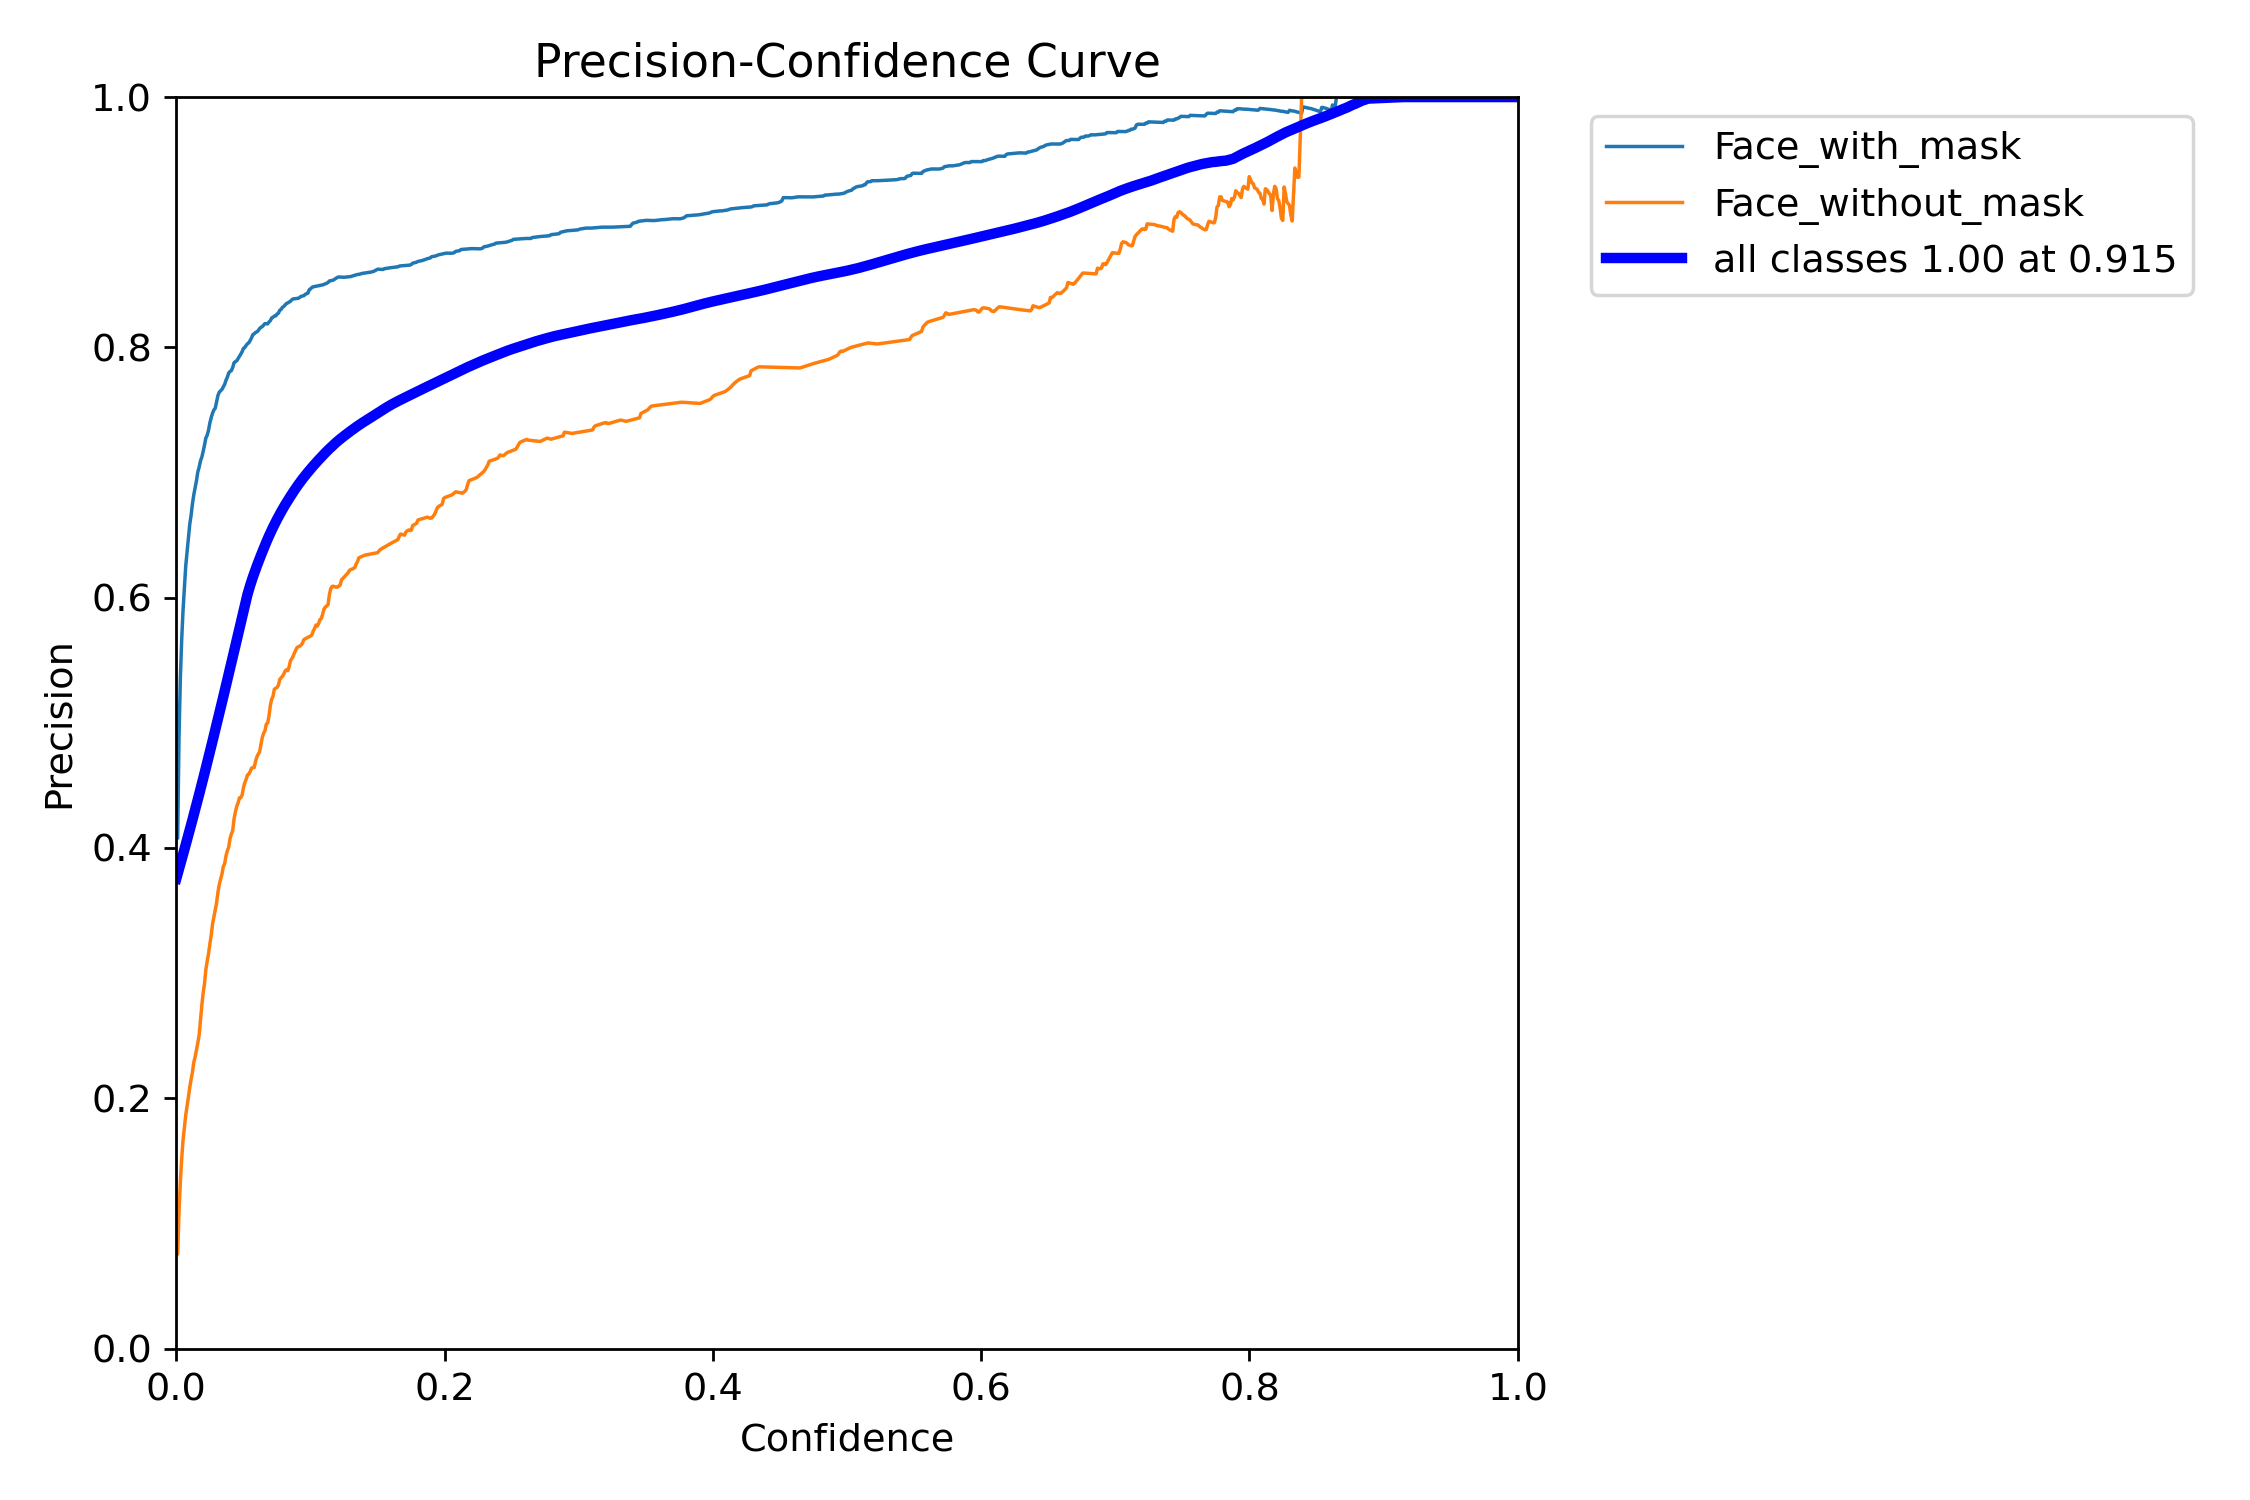 Precision-Confidence Curve
1.0
0.8
0.6
0.4
0.2
0.0
Precision
0.0 0.2 0.4 0.6 0.8 1.0
Confidence
Face_with_mask
Face_without_mask
all classes 1.00 at 0.915